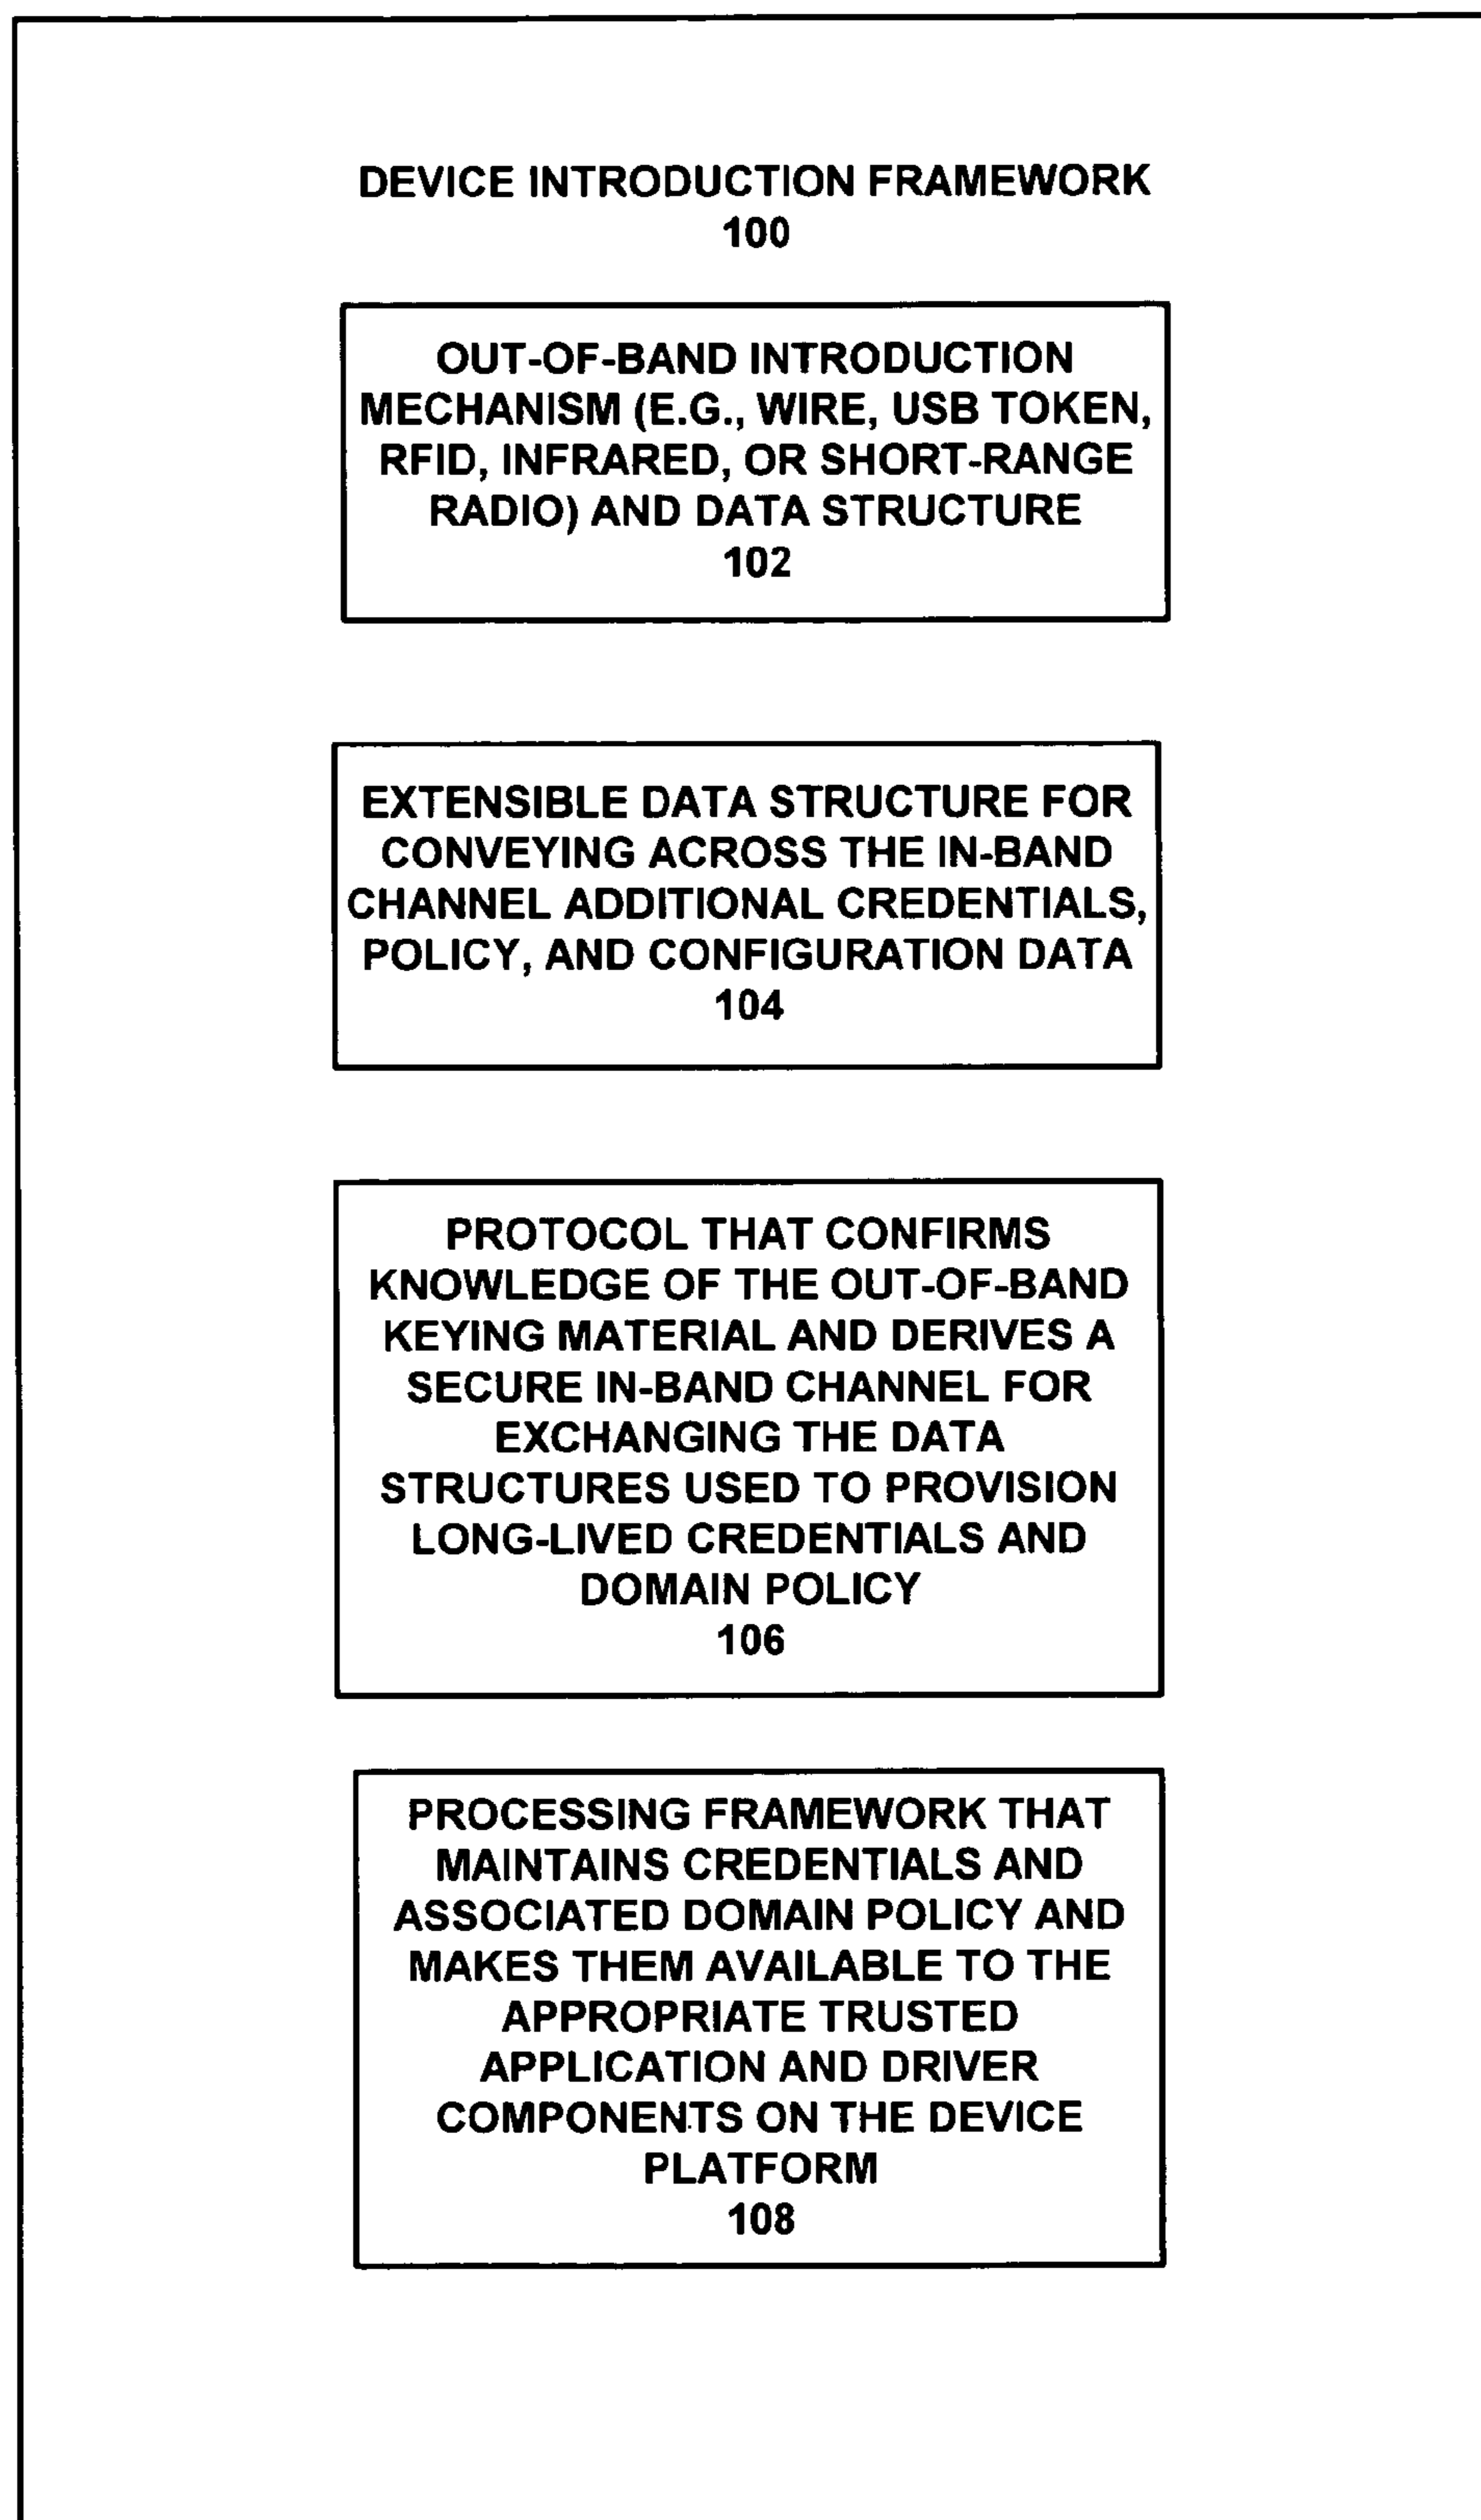 DEVICE INTRODUCTION FRAMEWORK
100
OUT-OF-BAND INTRODUCTION
MECHANISM (E.G., WIRE, USB TOKEN,
RFID, INFRARED, OR SHORT-RANGE
RADIO) AND DATA STRUCTURE
102
EXTENSIBLE DATA STRUCTURE FOR
CONVEYING ACROSS THE IN-BAND
CHANNEL ADDITIONAL CREDENTIALS,
POLICY, AND CONFIGURATION DATA
104
PROTOCOL THAT CONFIRMS
KNOWLEDGE OF THE OUT-OF-BAND
KEYING MATERIAL AND DERIVES A
SECURE IN-BAND CHANNEL FOR
EXCHANGING THE DATA
STRUCTURES USED TO PROVISION
LONG-LIVED CREDENTIALS AND
DOMAIN POLICY
106
PROCESSING FRAMEWORK THAT
MAINTAINS CREDENTIALS AND
ASSOCIATED DOMAIN POLICY AND
MAKES THEM AVAILABLE TO THE
APPROPRIATE TRUSTED
APPLICATION AND DRIVER
COMPONENTS ON THE DEVICE
PLATFORM
108